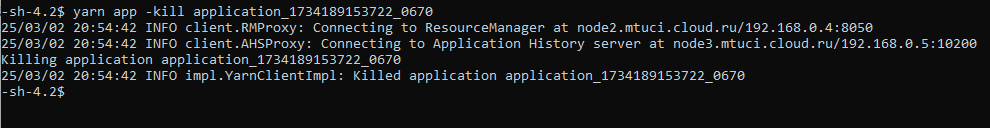 -sh-4.2$ yarn app -kill application_1734189153722_0670
25/03/02 20:54:42 INFO client.RMProxy: Connecting to ResourceManager at node2.mtuci.cloud.ru/192.168.0.4:8050
25/03/02 20:54:42 INFO client.AHSProxy: Connecting to Application History server at node3.mtuci.cloud.ru/192.168.0.5:10200
Killing application application_1734189153722_0670
25/03/02 20:54:42 INFO impl.YarnClientImpl: Killed application application_1734189153722_0670
-sh-4.2$